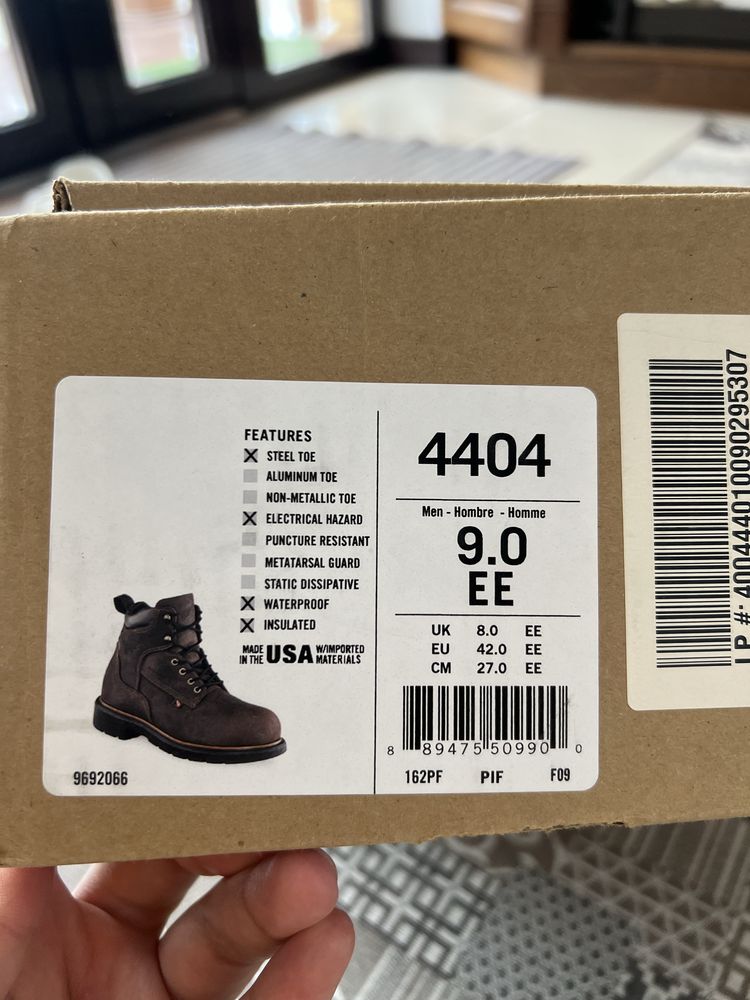 FEATURES
STEEL TOE
ALUMINUM TOE
NON-METALLIC TOE
ELECTRICAL HAZARD
PUNCTURE RESISTANT
METATARSAL GUARD
STATIC DISSIPATIVE
WATERPROOF
INSULATED
MADE IN THE USA W/IMPORTED MATERIALS
9692066
4404
Men - Hombre - Homme
9.0
EE
UK 8.0 EE
EU 42.0 EE
CM 27.0 EE
8 89475 50990 0
162PF PIF F09
LP #: 400444010090295307